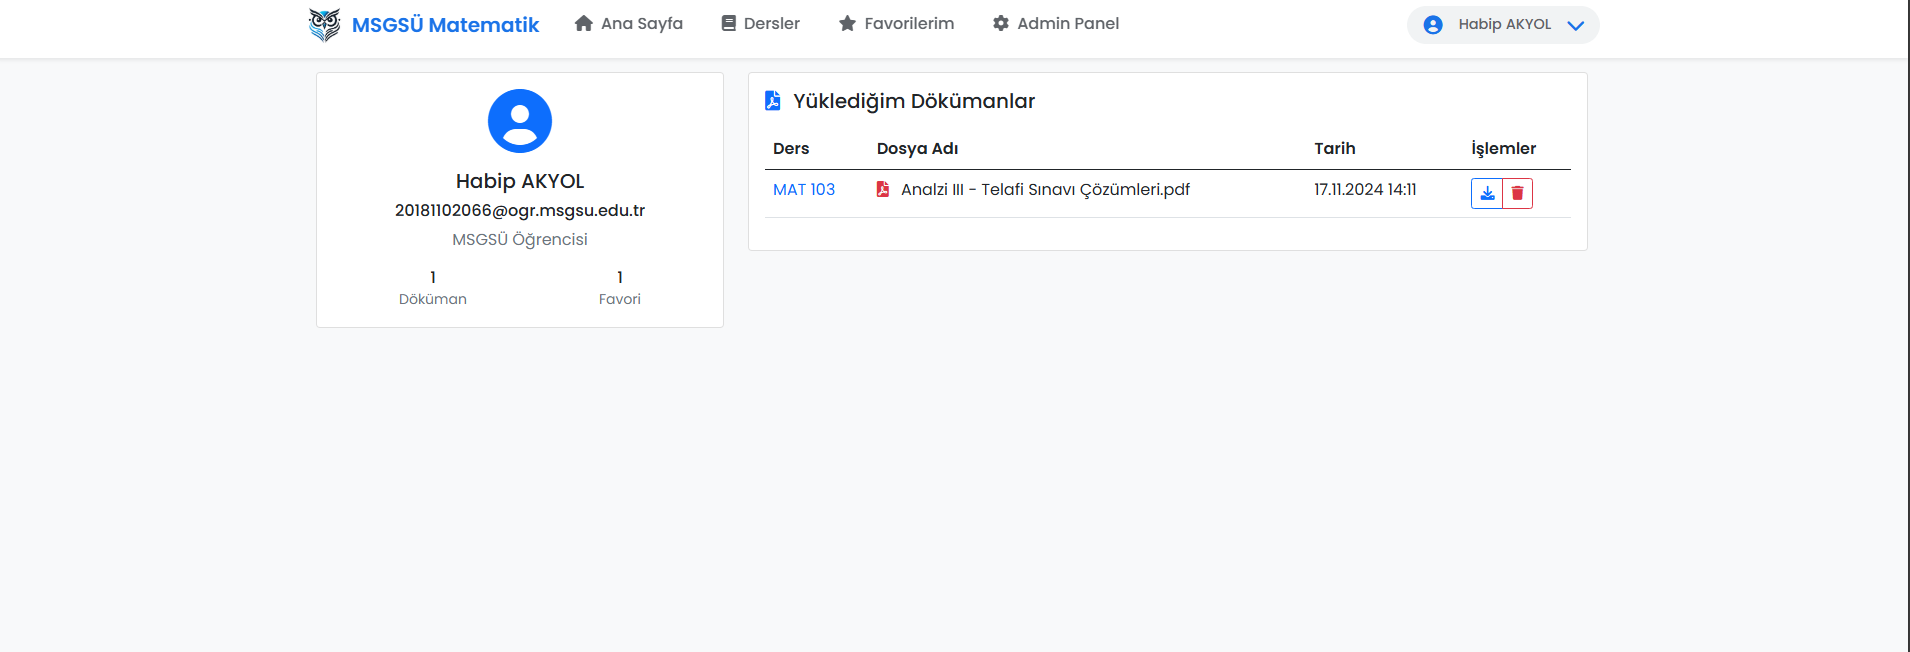 MSGSÜ Matematik Ana Sayfa Dersler Favorilerim Admin Panel Habip AKYOL
Habip AKYOL
20181102066@ogr.msgsu.edu.tr
MSGSÜ Öğrencisi
1 1
Döküman Favori
Yüklediğim Dökümanlar
Ders Dosya Adı Tarih İşlemler
MAT 103 Analzi III - Telafi Sınavı Çözümleri.pdf 17.11.2024 14:11